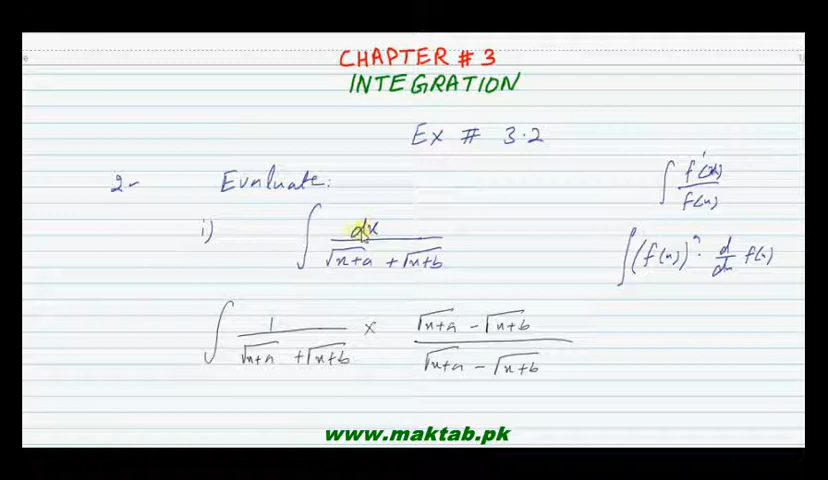 CHAPTER # 3
INTEGRATION
Ex # 3.2
2- Evaluate:
∫ f'(x) / f(x)
i) ∫ dx / (√x+a + √x+b)
∫ (f(x))^n · d/dx f(x)
∫ 1 / (√x+a + √x+b) × (√x+a - √x+b) / (√x+a - √x+b)
www.maktab.pk